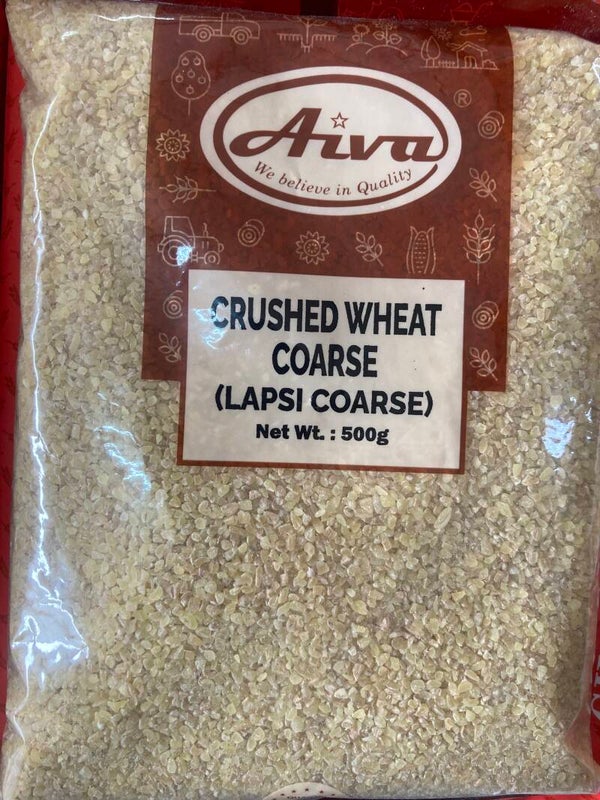 Aiva
®
We believe in Quality
CRUSHED WHEAT
COARSE
(LAPSI COARSE)
Net Wt. : 500g